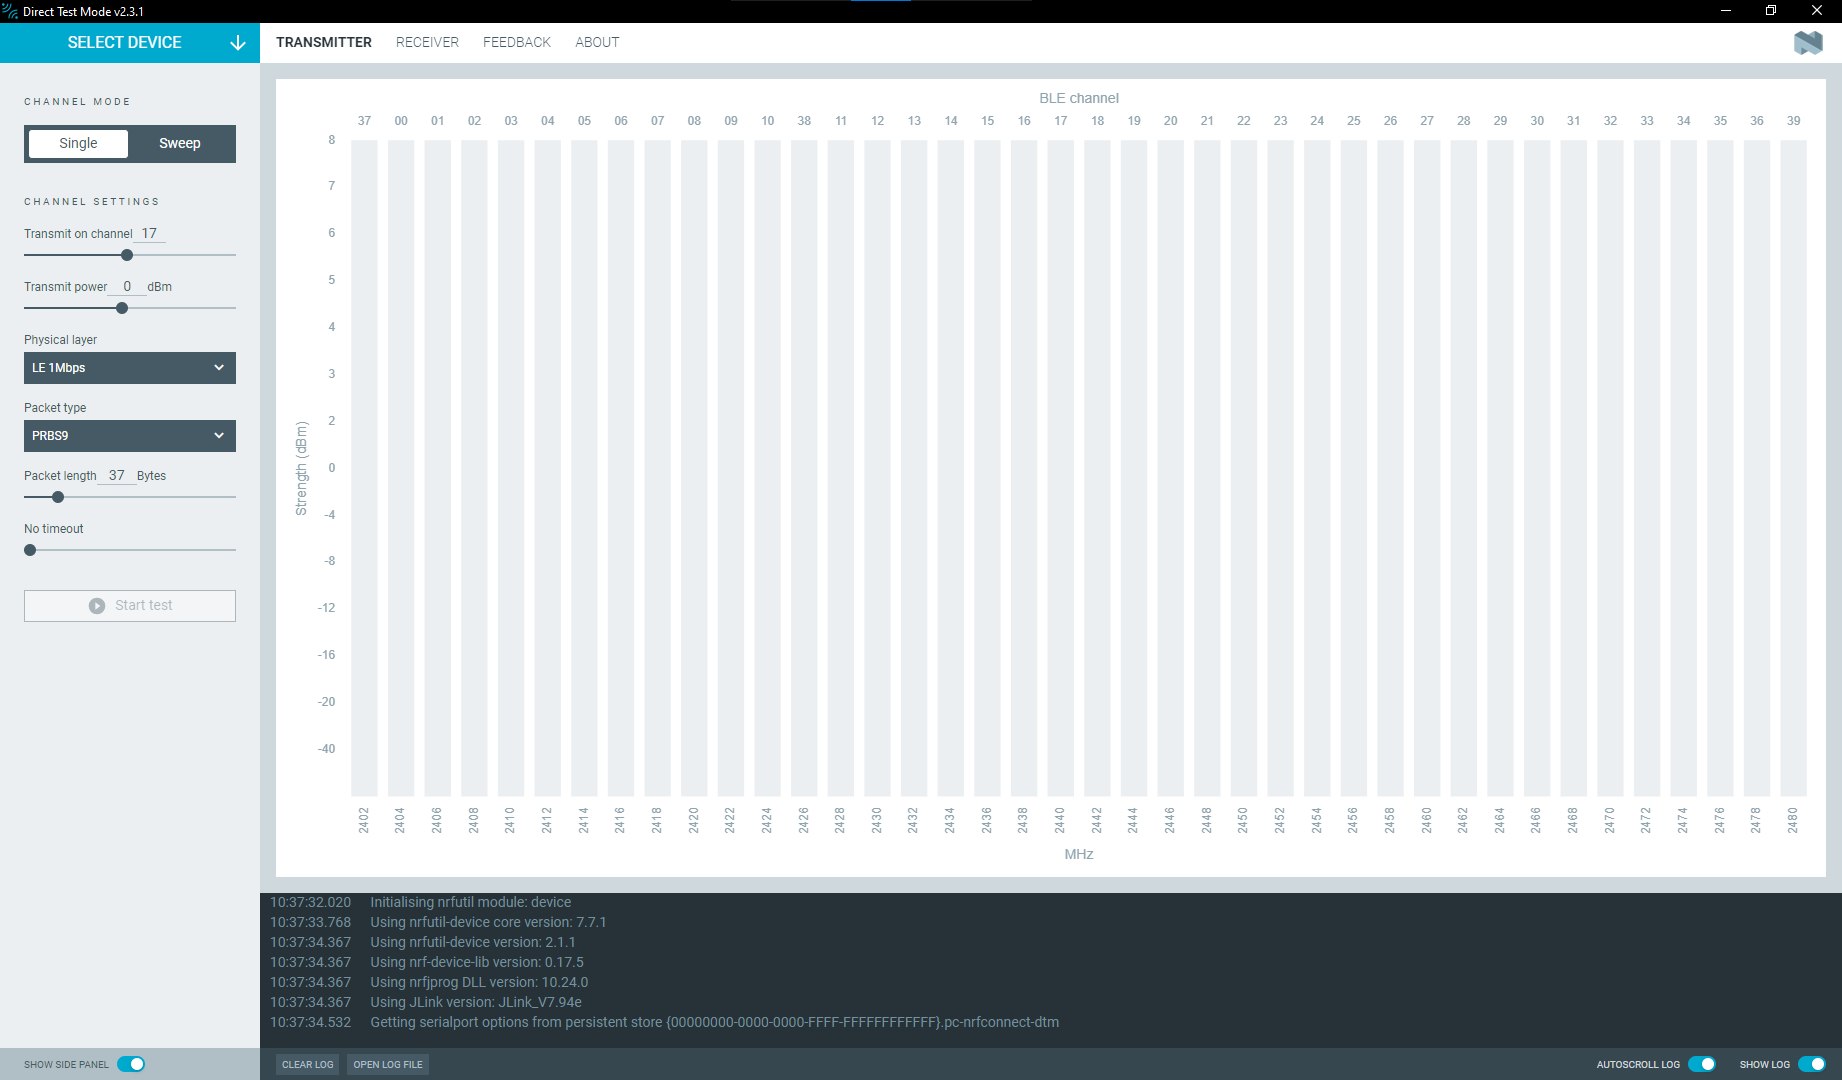 Direct Test Mode v2.3.1
SELECT DEVICE
TRANSMITTER RECEIVER FEEDBACK ABOUT
CHANNEL MODE
Single Sweep
CHANNEL SETTINGS
Transmit on channel 17
Transmit power 0 dBm
Physical layer
LE 1Mbps
Packet type
PRBS9
Packet length 37 Bytes
No timeout
Start test
SHOW SIDE PANEL
BLE channel
37 00 01 02 03 04 05 06 07 08 09 10 38 11 12 13 14 15 16 17 18 19 20 21 22 23 24 25 26 27 28 29 30 31 32 33 34 35 36 39
8
7
6
5
4
3
2
0
-4
-8
-12
-16
-20
-40
Strength (dBm)
2402 2404 2406 2408 2410 2412 2414 2416 2418 2420 2422 2424 2426 2428 2430 2432 2434 2436 2438 2440 2442 2444 2446 2448 2450 2452 2454 2456 2458 2460 2462 2464 2466 2468 2470 2472 2474 2476 2478 2480
MHz
10:37:32.020 Initialising nrfutil module: device
10:37:33.768 Using nrfutil-device core version: 7.7.1
10:37:34.367 Using nrfutil-device version: 2.1.1
10:37:34.367 Using nrf-device-lib version: 0.17.5
10:37:34.367 Using nrfjprog DLL version: 10.24.0
10:37:34.367 Using JLink version: JLink_V7.94e
10:37:34.532 Getting serialport options from persistent store {00000000-0000-0000-FFFF-FFFFFFFFFFFF}.pc-nrfconnect-dtm
CLEAR LOG OPEN LOG FILE AUTOSCROLL LOG SHOW LOG